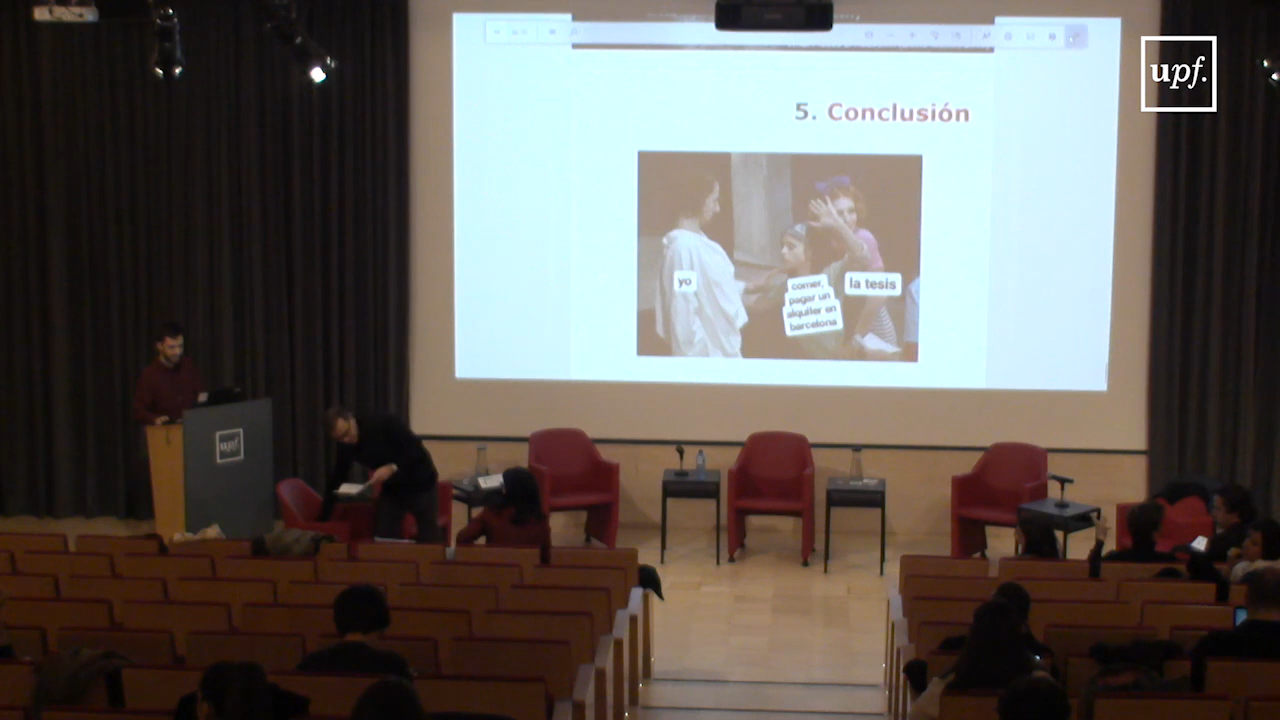 upf.
5. Conclusión
yo
comer,
pagar un
alquiler en
barcelona
la tesis
upf.